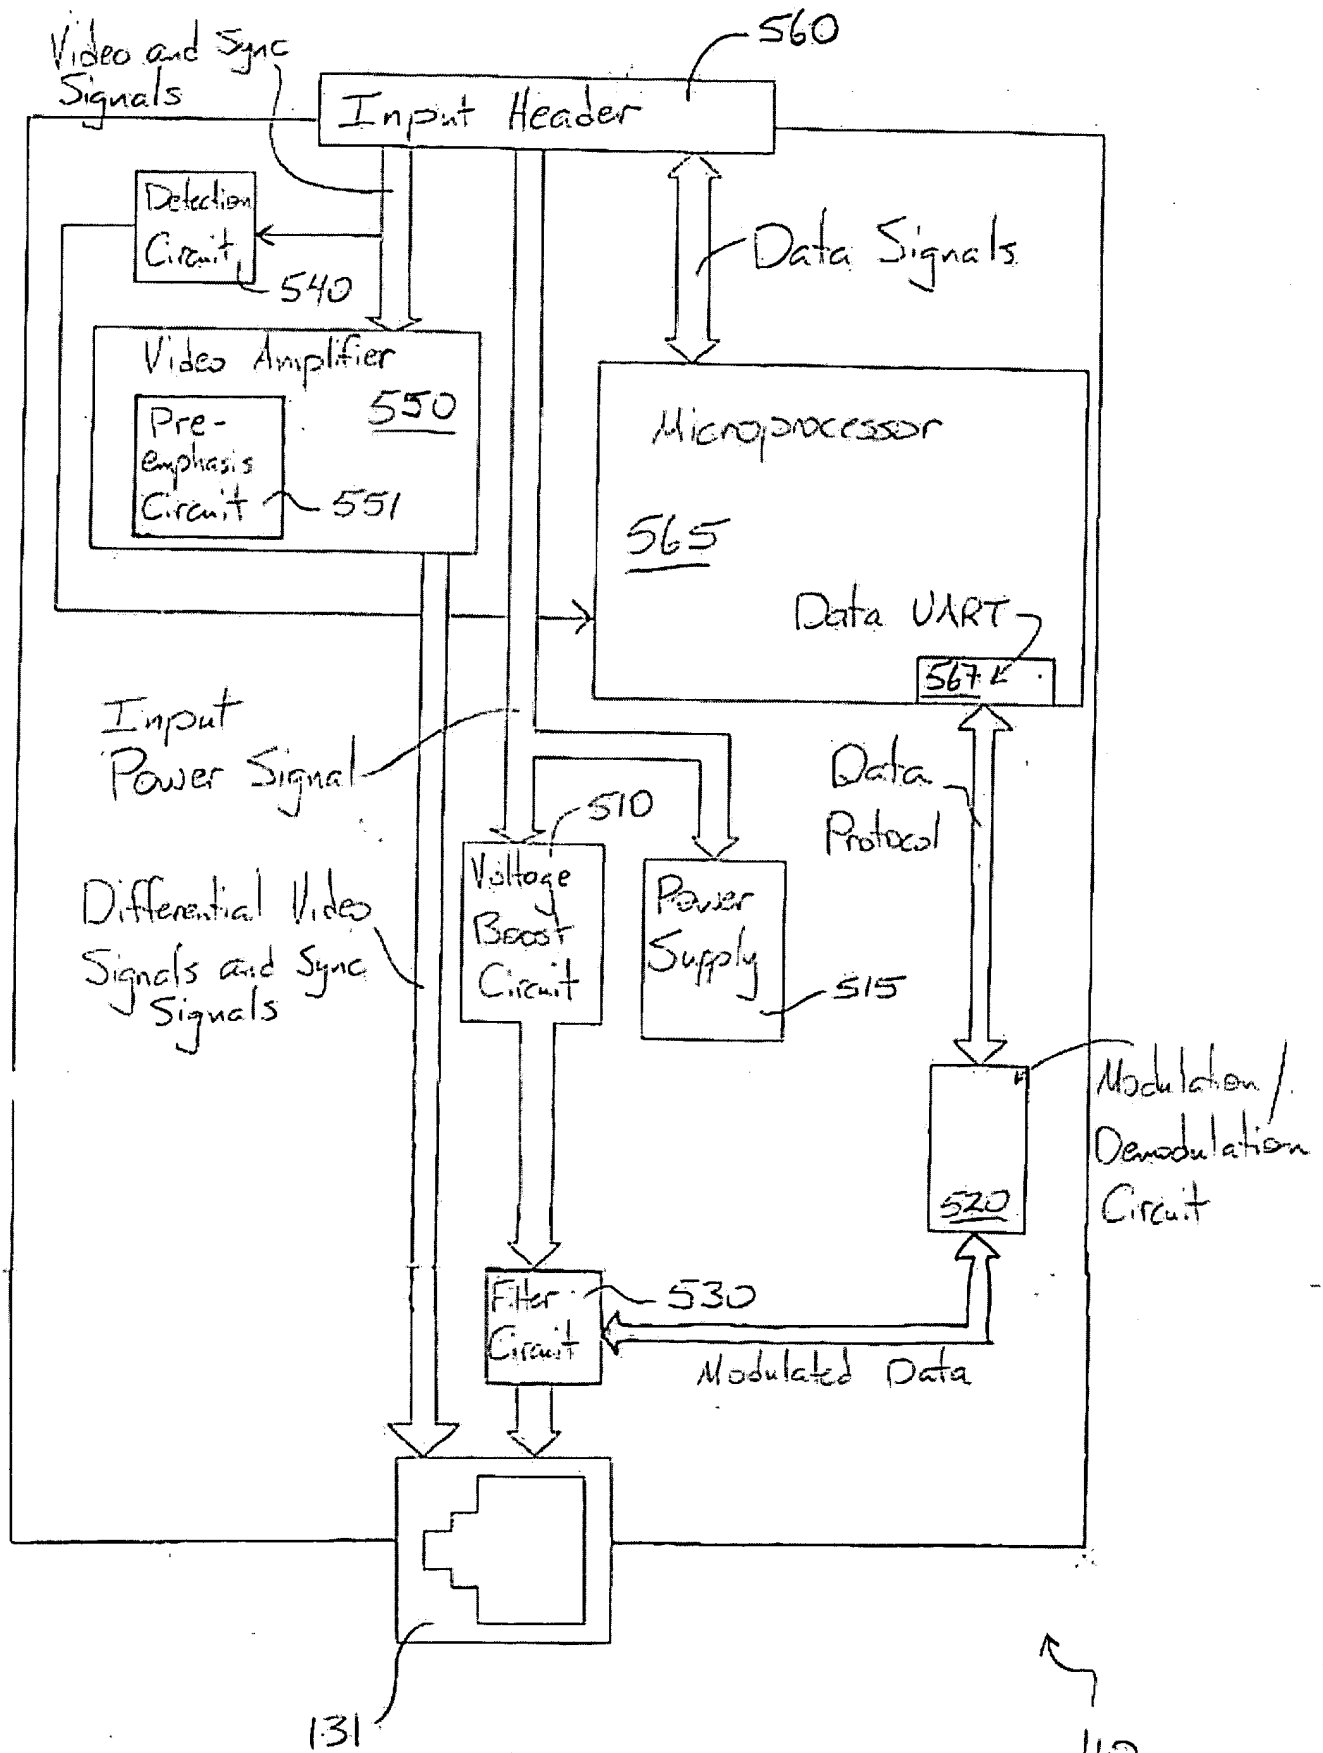 560
Video and Sync
Signals
Input Header
Detection
Circuit
540
Data Signals
Video Amplifier
550
Pre-
emphasis
Circuit
551
Microprocessor
565
Data UART
567
Input
Power Signal
Data
Protocol
510
Voltage
Boost
Circuit
Power
Supply
515
Differential Video
Signals and Sync
Signals
Modulation/
Demodulation
Circuit
520
Filter
Circuit
530
Modulated Data
131